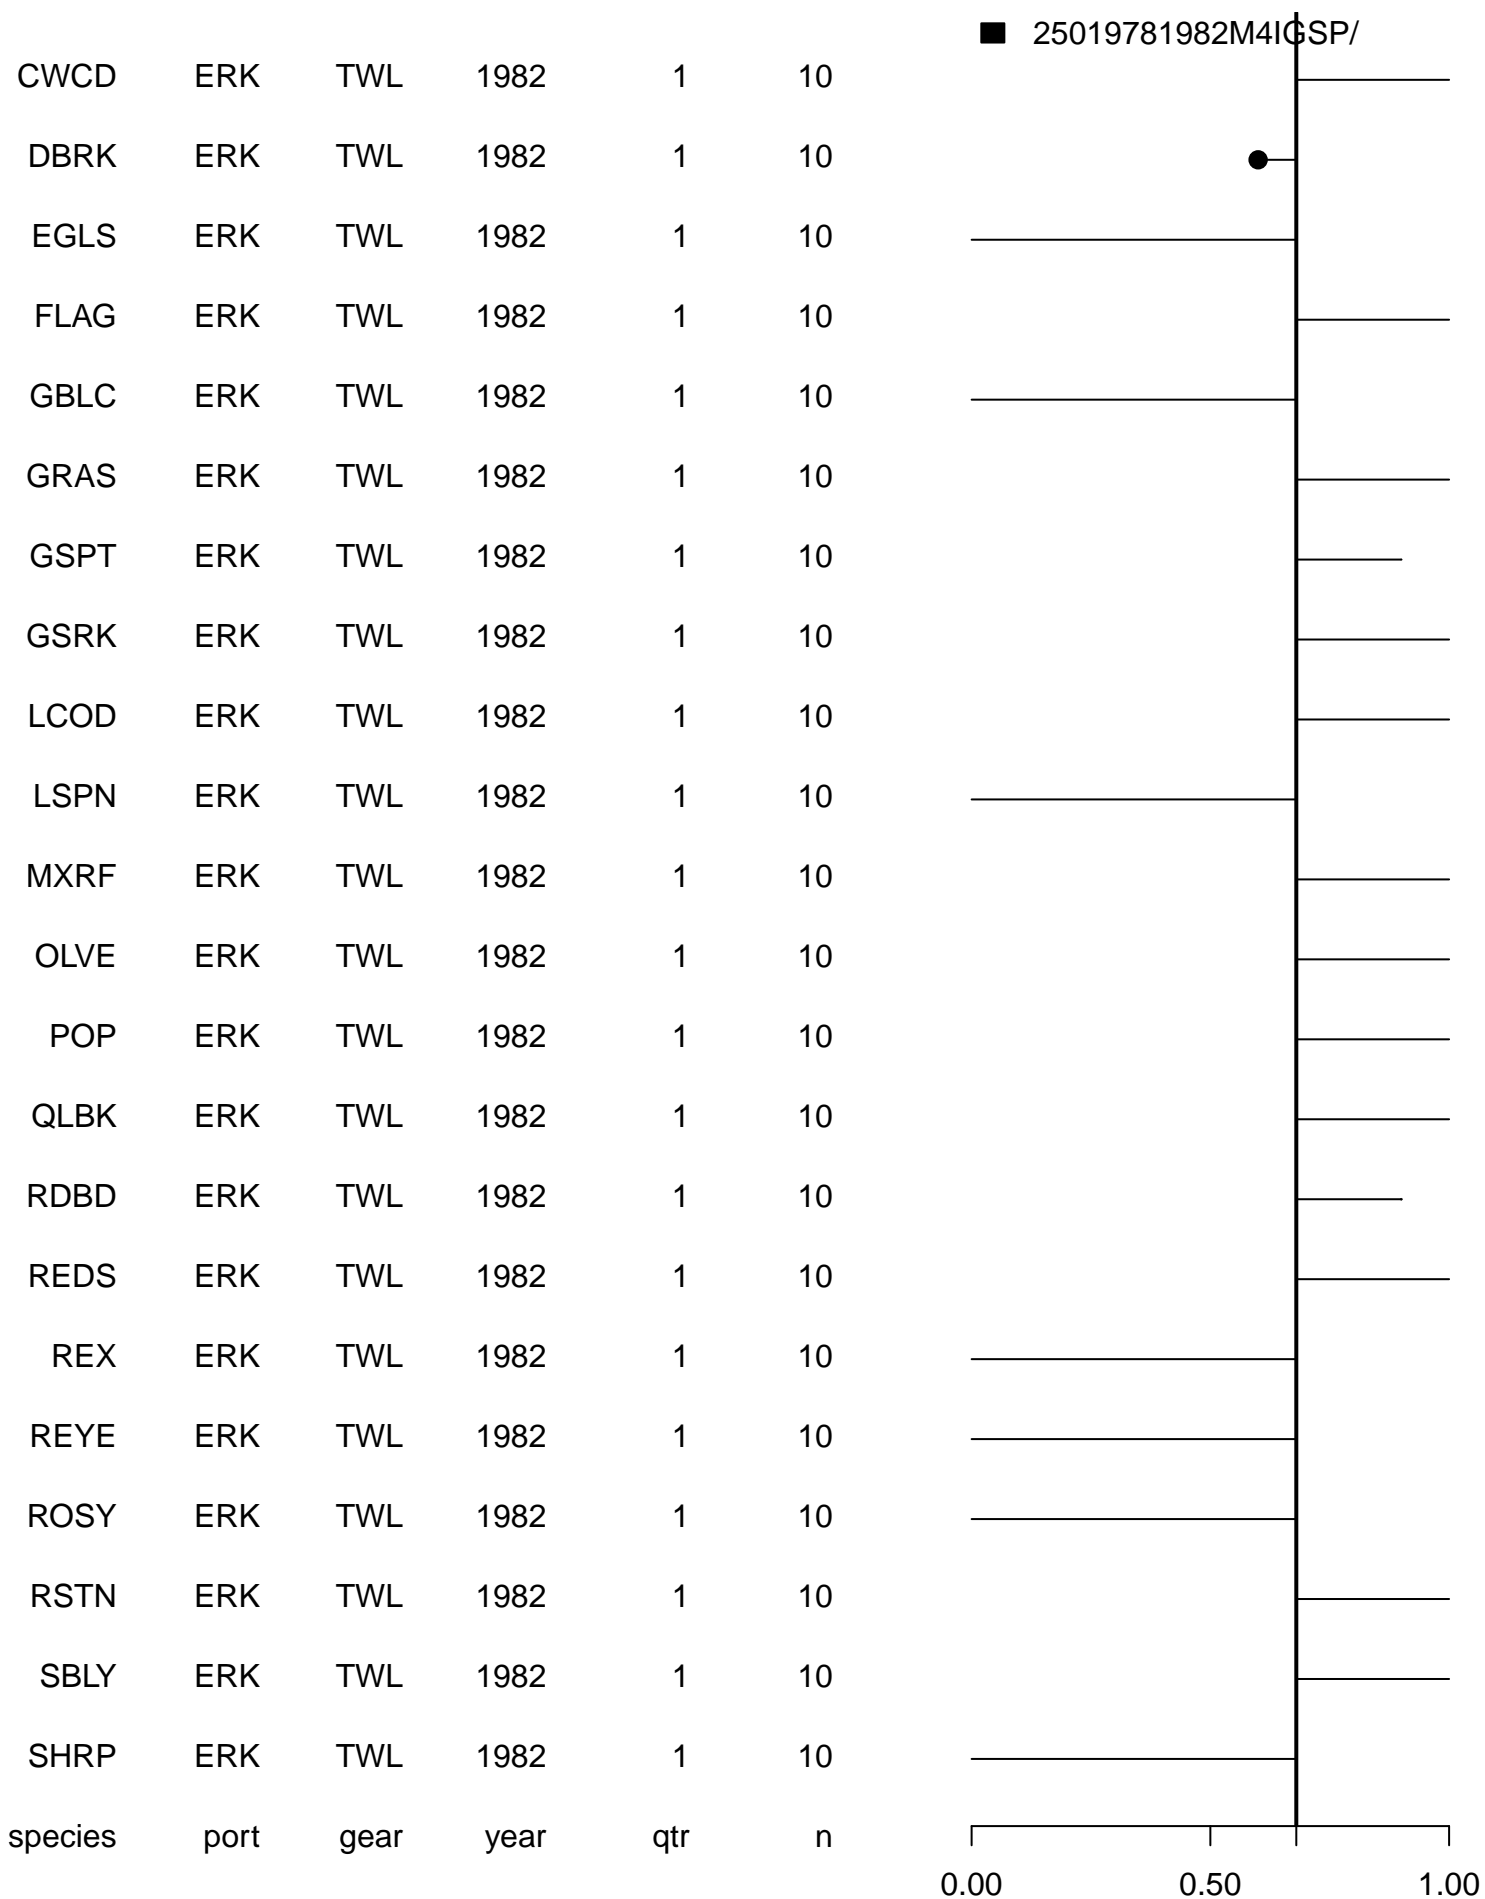 25019781982M4IGSP/
CWCD ERK TWL 1982 1 10
DBRK ERK TWL 1982 1 10
EGLS ERK TWL 1982 1 10
FLAG ERK TWL 1982 1 10
GBLC ERK TWL 1982 1 10
GRAS ERK TWL 1982 1 10
GSPT ERK TWL 1982 1 10
GSRK ERK TWL 1982 1 10
LCOD ERK TWL 1982 1 10
LSPN ERK TWL 1982 1 10
MXRF ERK TWL 1982 1 10
OLVE ERK TWL 1982 1 10
POP ERK TWL 1982 1 10
QLBK ERK TWL 1982 1 10
RDBD ERK TWL 1982 1 10
REDS ERK TWL 1982 1 10
REX ERK TWL 1982 1 10
REYE ERK TWL 1982 1 10
ROSY ERK TWL 1982 1 10
RSTN ERK TWL 1982 1 10
SBLY ERK TWL 1982 1 10
SHRP ERK TWL 1982 1 10
species port gear year qtr n
0.00 0.50 1.00